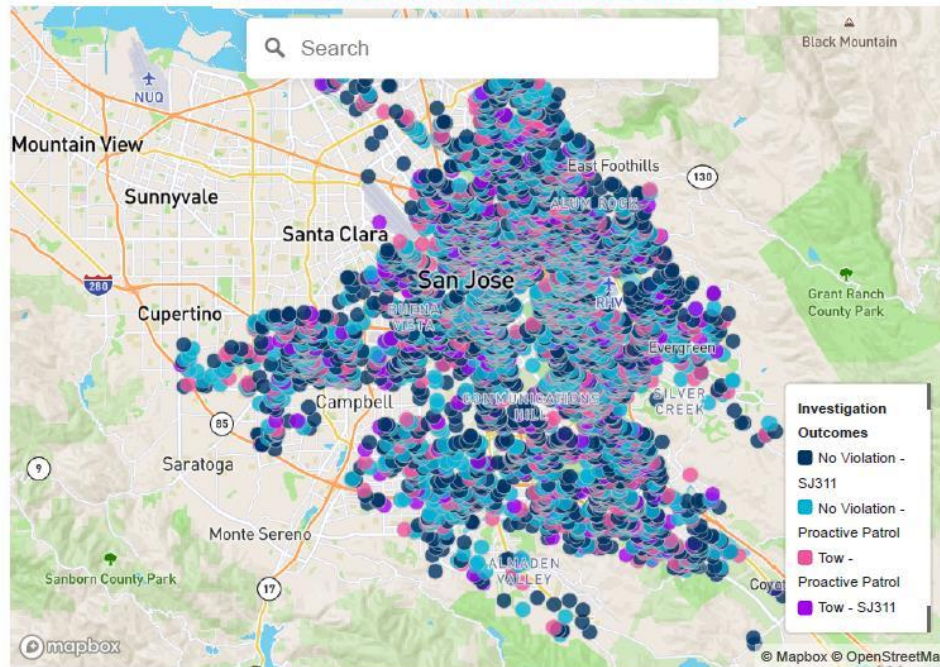 Search
Black Mountain
NUQ
Mountain View
East Foothills
130
Sunnyvale
ALUM ROCK
Santa Clara
San Jose
280
RHV
Grant Ranch
County Park
Cupertino
BUENA
VISTA
Evergreen
Campbell
COMMUNICATIONS
HILL
SILVER
CREEK
85
Saratoga
9
Monte Sereno
Sanborn County Park
ALMADEN
VALLEY
17
Coyot
Investigation
Outcomes
No Violation -
SJ311
No Violation -
Proactive Patrol
Tow -
Proactive Patrol
Tow - SJ311
mapbox
© Mapbox © OpenStreetMa